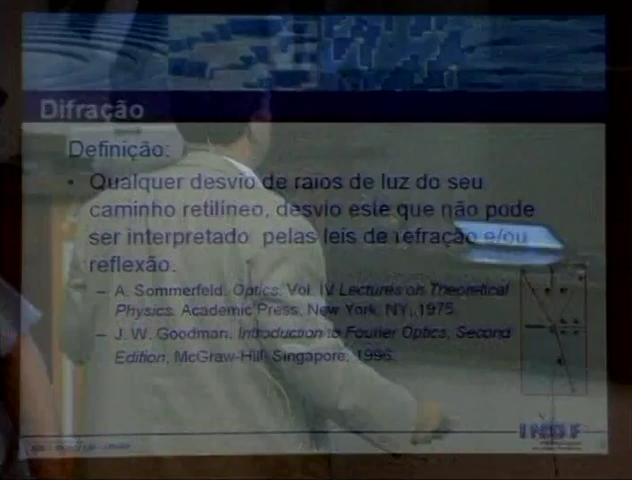 Difração
Definição:
• Qualquer desvio de raios de luz do seu
caminho retilíneo, desvio este que não pode
ser interpretado pelas leis de refração e/ou
reflexão.
– A. Sommerfeld, Optics, Vol. IV Lectures on Theoretical
Physics, Academic Press, New York, NY, 1975.
– J. W. Goodman, Introduction to Fourier Optics, Second
Edition, McGraw-Hill, Singapore, 1996.